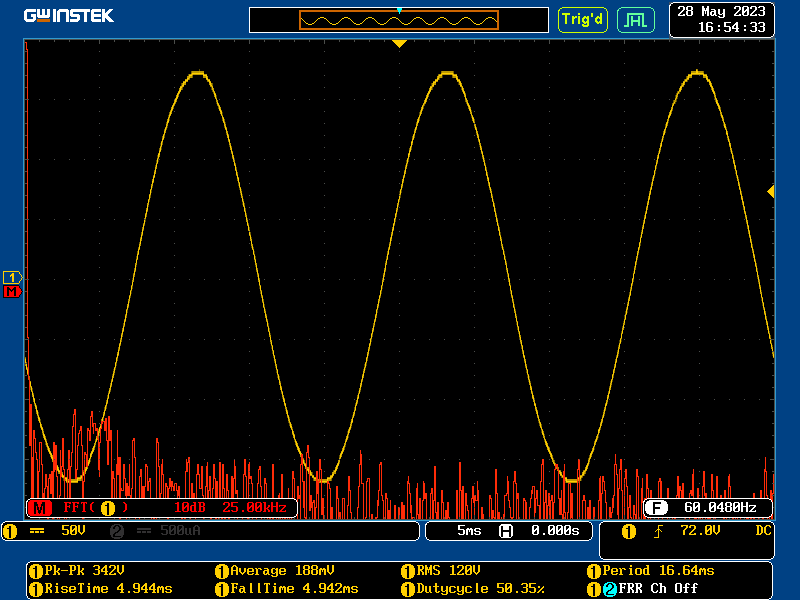 GWINSTEK Trig'd 28 May 2023
16:54:33
1
M
M FFT( 1 ) 10dB 25.00kHz F 60.0480Hz
1 50V 2 500uA 5ms H 0.000s 1 72.0V DC
1 Pk-Pk 342V 1 Average 188mV 1 RMS 120V 1 Period 16.64ms
1 RiseTime 4.944ms 1 FallTime 4.942ms 1 Dutycycle 50.35% 1 2 FRR Ch Off